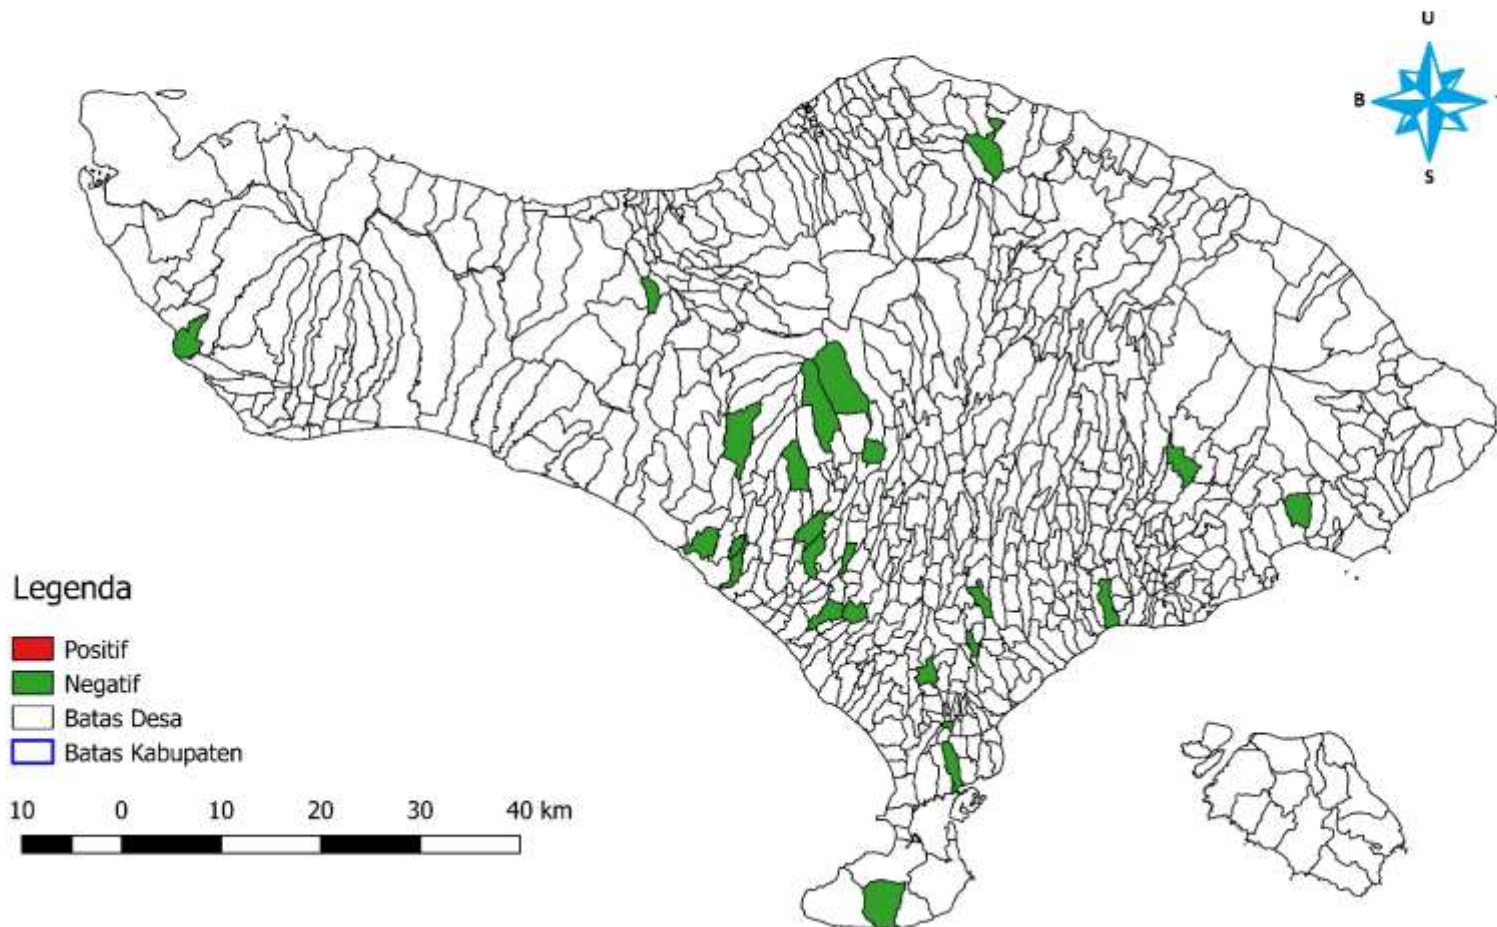 U
B
S
Legenda
Positif
Negatif
Batas Desa
Batas Kabupaten
10 0 10 20 30 40 km